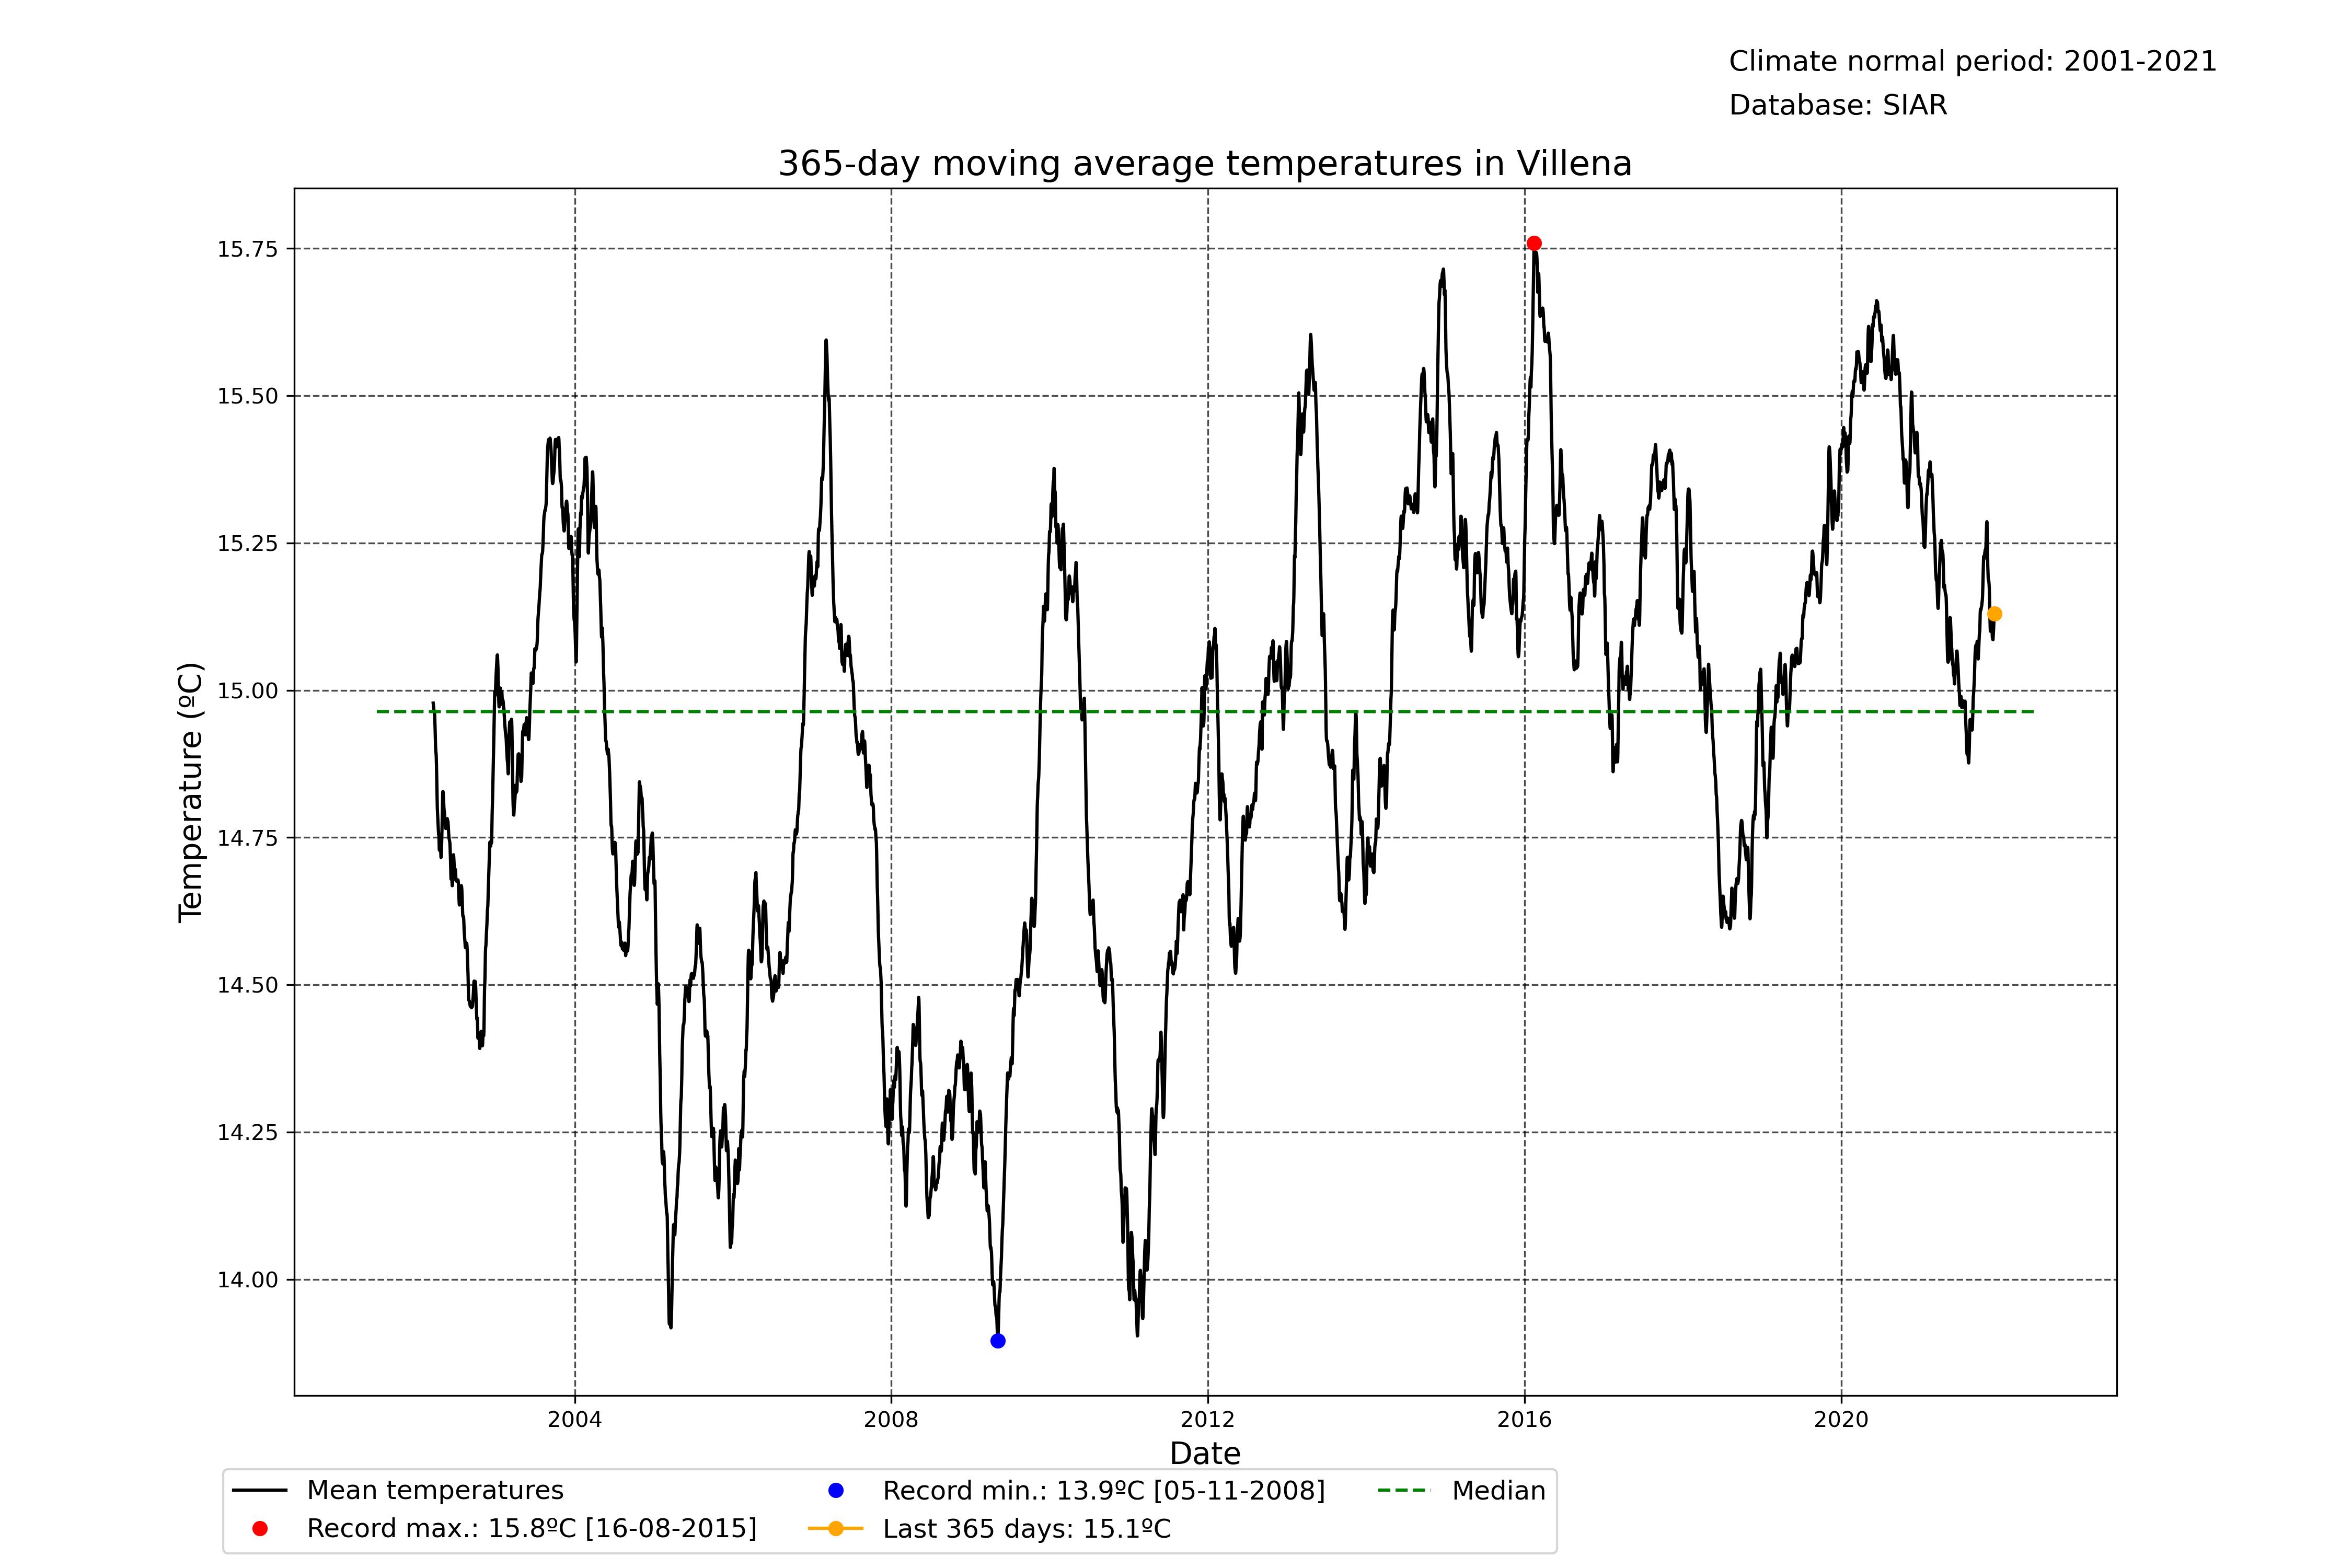 Climate normal period: 2001-2021
Database: SIAR
365-day moving average temperatures in Villena
Temperature (ºC)
15.75
15.50
15.25
15.00
14.75
14.50
14.25
14.00
2004
2008
2012
2016
2020
Date
Mean temperatures
Record max.: 15.8ºC [16-08-2015]
Record min.: 13.9ºC [05-11-2008]
Last 365 days: 15.1ºC
Median